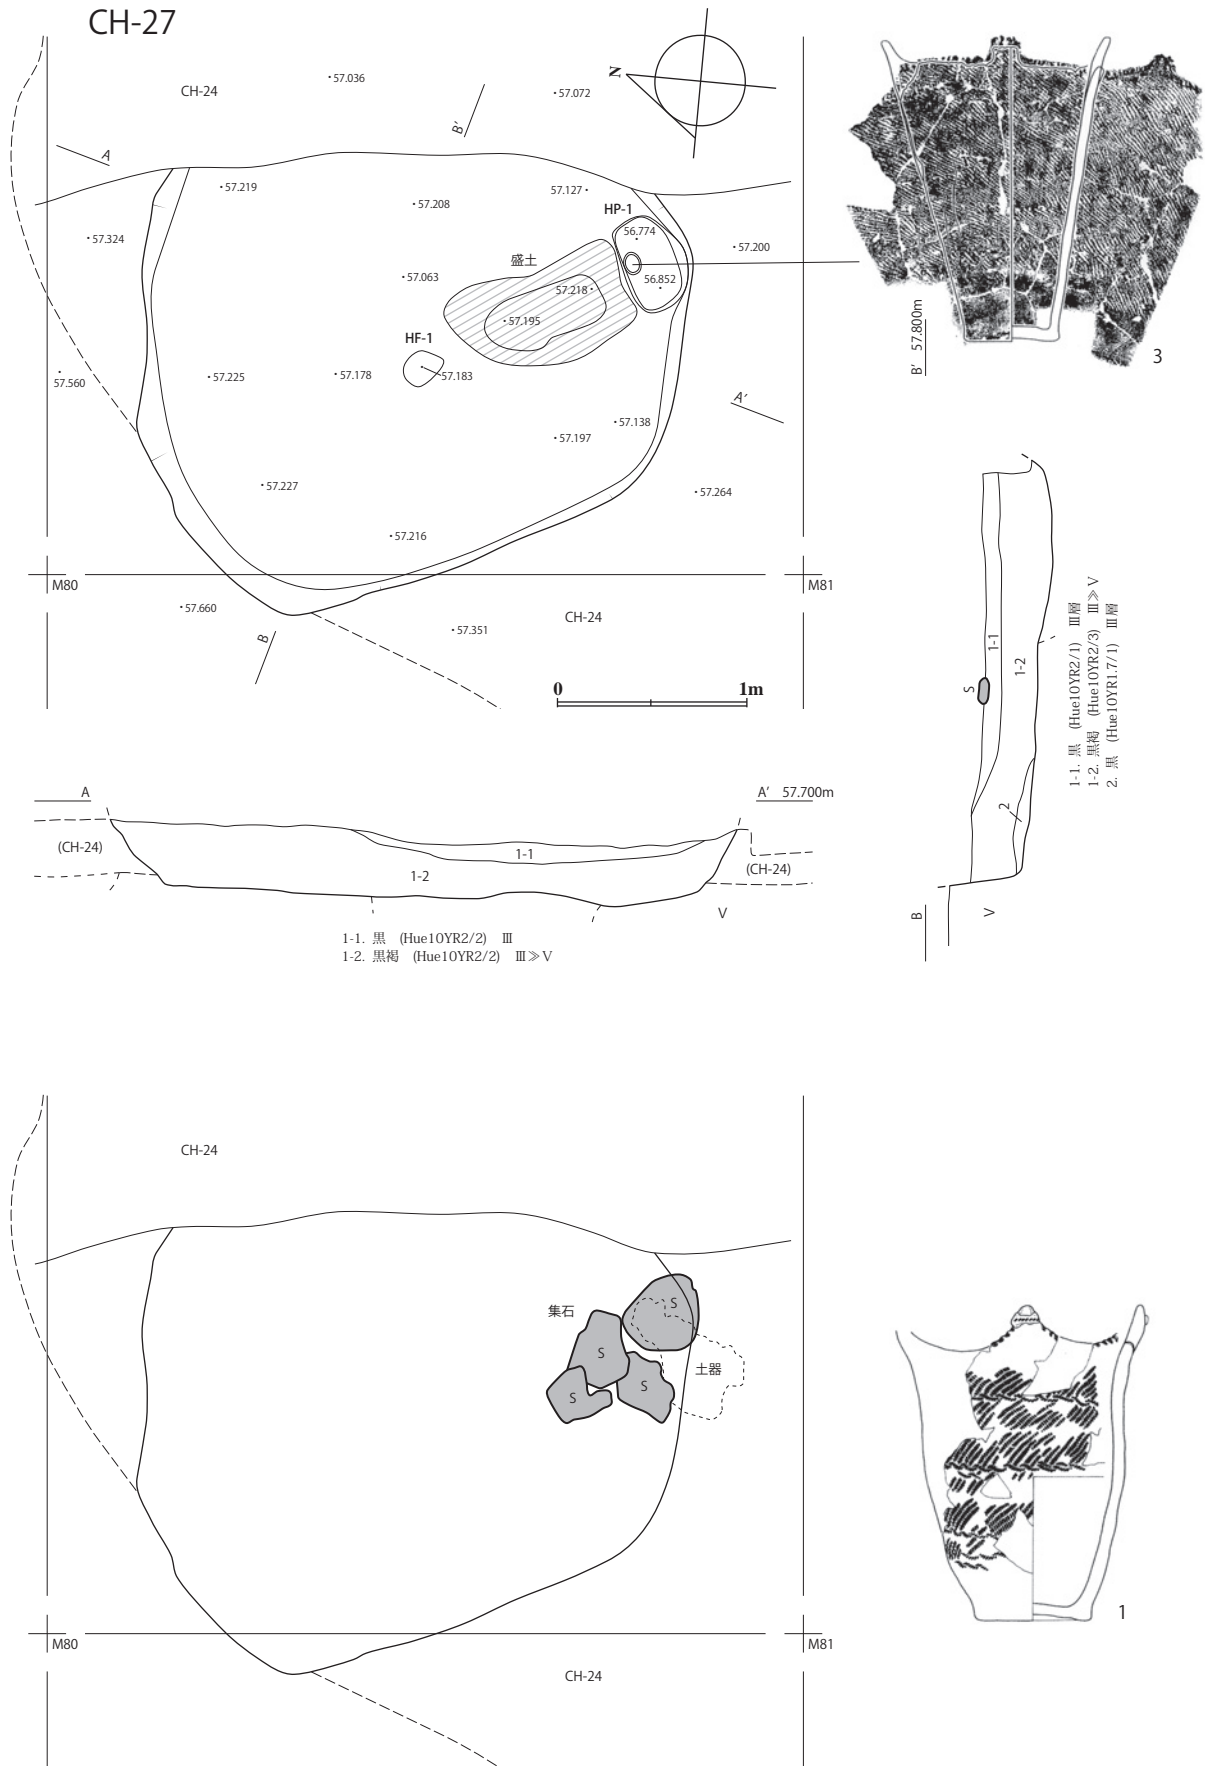 CH-27
N
57.036
CH-24
57.072
B'
A
57.219
57.127
57.208
HP-1
56.774
57.324
57.200
盛土
57.063
56.852
57.218
57.195
HF-1
57.560
57.225
57.178
57.183
A'
57.138
57.197
57.227
57.264
57.216
M80
M81
57.660
57.351
CH-24
B
0
1m
B' 57.800m
3
1-1
1-2
S
2
B
V
1-1. 黒 (Hue10YR2/1) Ⅲ層
1-2. 黒褐 (Hue10YR2/3) Ⅲ≫Ⅴ
2. 黒 (Hue10YR1.7/1) Ⅲ層
A
A' 57.700m
(CH-24)
1-1
(CH-24)
1-2
V
1-1. 黒 (Hue10YR2/2) Ⅲ
1-2. 黒褐 (Hue10YR2/2) Ⅲ≫Ⅴ
CH-24
集石
S
S
土器
S
S
M80
M81
CH-24
1